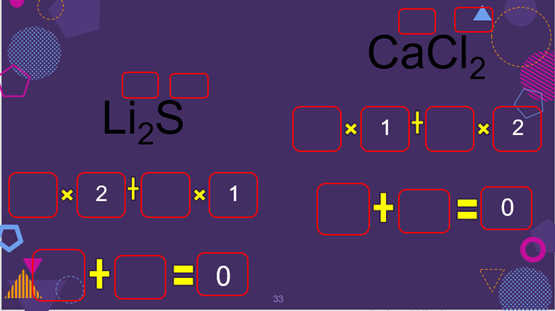 CaCl₂
Li₂S
× 1 + × 2
× 2 + × 1
+ = 0
+ = 0
33